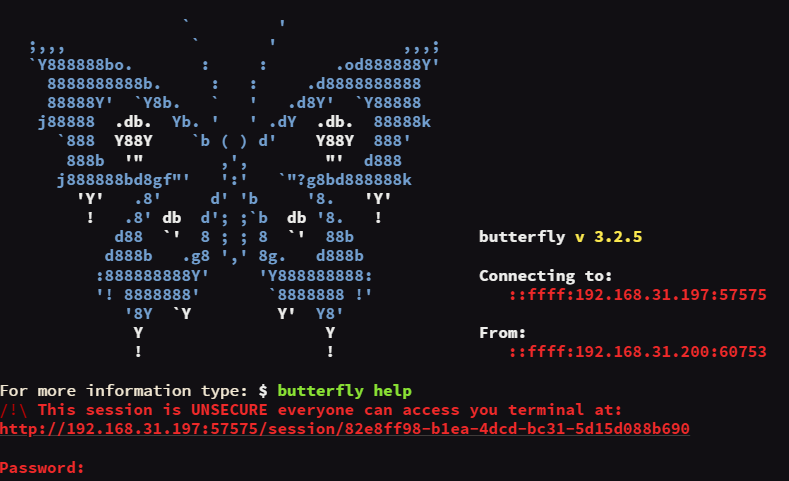 `         '
   ;,,,             `       '             ,,,;
   `Y888888bo.       :     :       .od888888Y'
     8888888888b.     :   :     .d8888888888
     88888Y'  `Y8b.   `   '   .d8Y'  `Y88888
    j88888  .db.  Yb. '   ' .dY  .db.  88888k
      `888  Y88Y    `b ( ) d'    Y88Y  888'
       888b  '"        ,',        "'  d888
      j888888bd8gf"'   ':'   `"?g8bd888888k
        'Y'   .8'     d' 'b     '8.   'Y'
         !   .8' db  d'; ;`b  db '8.   !
            d88  `'  8 ; ; 8  `'  88b             butterfly v 3.2.5
           d888b   .g8 ',' 8g.   d888b
          :888888888Y'     'Y888888888:           Connecting to:
          '! 8888888'       `8888888 !'              ::ffff:192.168.31.197:57575
             '8Y  `Y         Y'  Y8'
              Y                   Y               From:
              !                   !                  ::ffff:192.168.31.200:60753
For more information type: $ butterfly help
/!\ This session is UNSECURE everyone can access you terminal at:
http://192.168.31.197:57575/session/82e8ff98-b1ea-4dcd-bc31-5d15d088b690
Password: